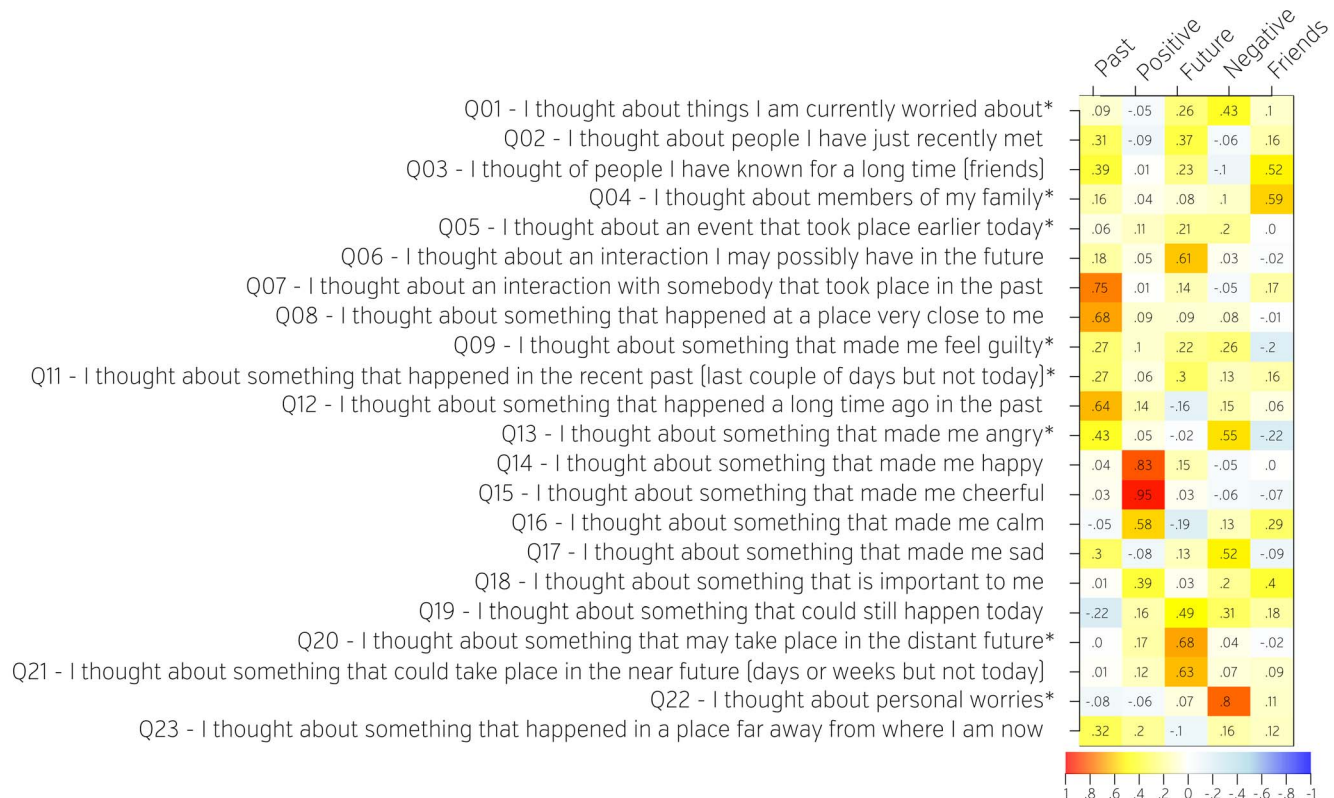 Past Positive Future Negative Friends
Q01 - I thought about things I am currently worried about* .09 -.05 .26 .43 .1
Q02 - I thought about people I have just recently met .31 -.09 .37 -.06 .16
Q03 - I thought of people I have known for a long time (friends) .39 .01 .23 -.1 .52
Q04 - I thought about members of my family* .16 .04 .08 .1 .59
Q05 - I thought about an event that took place earlier today* .06 .11 .21 .2 .0
Q06 - I thought about an interaction I may possibly have in the future .18 .05 .61 .03 -.02
Q07 - I thought about an interaction with somebody that took place in the past .75 .01 .14 -.05 .17
Q08 - I thought about something that happened at a place very close to me .68 .09 .09 .08 -.01
Q09 - I thought about something that made me feel guilty* .27 .1 .22 .26 -.2
Q11 - I thought about something that happened in the recent past (last couple of days but not today)* .27 .06 .3 .13 .16
Q12 - I thought about something that happened a long time ago in the past .64 .14 -.16 .15 .06
Q13 - I thought about something that made me angry* .43 .05 -.02 .55 -.22
Q14 - I thought about something that made me happy .04 .83 .15 -.05 .0
Q15 - I thought about something that made me cheerful .03 .95 .03 -.06 -.07
Q16 - I thought about something that made me calm -.05 .58 -.19 .13 .29
Q17 - I thought about something that made me sad .3 -.08 .13 .52 -.09
Q18 - I thought about something that is important to me .01 .39 .03 .2 .4
Q19 - I thought about something that could still happen today -.22 .16 .49 .31 .18
Q20 - I thought about something that may take place in the distant future* .0 .17 .68 .04 -.02
Q21 - I thought about something that could take place in the near future (days or weeks but not today) .01 .12 .63 .07 .09
Q22 - I thought about personal worries* -.08 -.06 .07 .8 .11
Q23 - I thought about something that happened in a place far away from where I am now .32 .2 -.1 .16 .12
1 .8 .6 .4 .2 0 -.2 -.4 -.6 -.8 -1